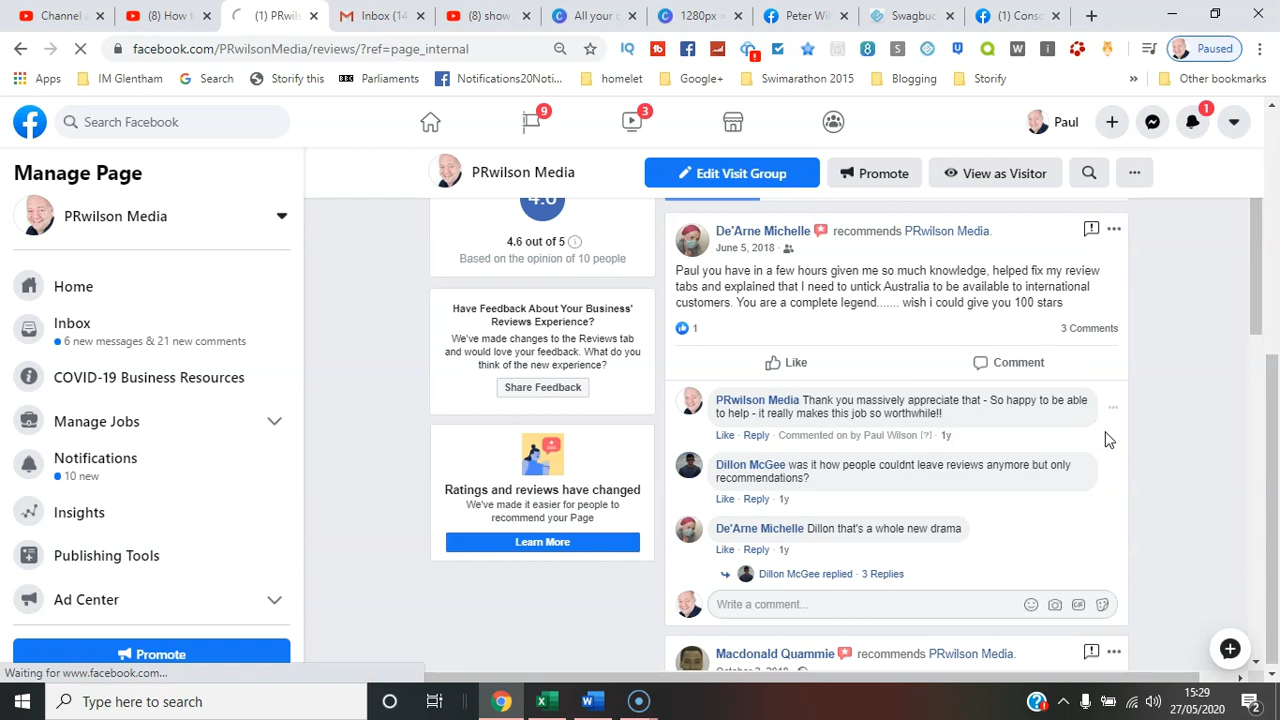 Channel a
(8) How t
(1) PRwils
Inbox (14
(8) show
All your c
1280px ×
Peter W
Swagbuc
(1) Consc
facebook.com/PRwilsonMedia/reviews/?ref=page_internal
Paused
Apps
IM Glentham
Search
Storify this
Parliaments
Notifications20Noti...
homelet
Google+
Swimarathon 2015
Blogging
Storify
»
Other bookmarks
Search Facebook
9
3
Paul
1
Manage Page
PRwilson Media
Edit Visit Group
Promote
View as Visitor
PRwilson Media
Home
Inbox
6 new messages & 21 new comments
COVID-19 Business Resources
Manage Jobs
Notifications
10 new
Insights
Publishing Tools
Ad Center
Promote
4.6
4.6 out of 5
Based on the opinion of 10 people
Have Feedback About Your Business'
Reviews Experience?
We've made changes to the Reviews tab
and would love your feedback. What do you
think of the new experience?
Share Feedback
Ratings and reviews have changed
We've made it easier for people to
recommend your Page
Learn More
De'Arne Michelle recommends PRwilson Media.
June 5, 2018 ·
Paul you have in a few hours given me so much knowledge, helped fix my review
tabs and explained that I need to untick Australia to be available to international
customers. You are a complete legend....... wish i could give you 100 stars
1
3 Comments
Like
Comment
PRwilson Media Thank you massively appreciate that - So happy to be able
to help - it really makes this job so worthwhile!!
Like · Reply · Commented on by Paul Wilson [?] · 1y
Dillon McGee was it how people couldnt leave reviews anymore but only
recommendations?
Like · Reply · 1y
De'Arne Michelle Dillon that's a whole new drama
Like · Reply · 1y
Dillon McGee replied · 3 Replies
Write a comment...
GIF
Macdonald Quammie recommends PRwilson Media.
Waiting for www.facebook.com...
Type here to search
15:29
27/05/2020
2